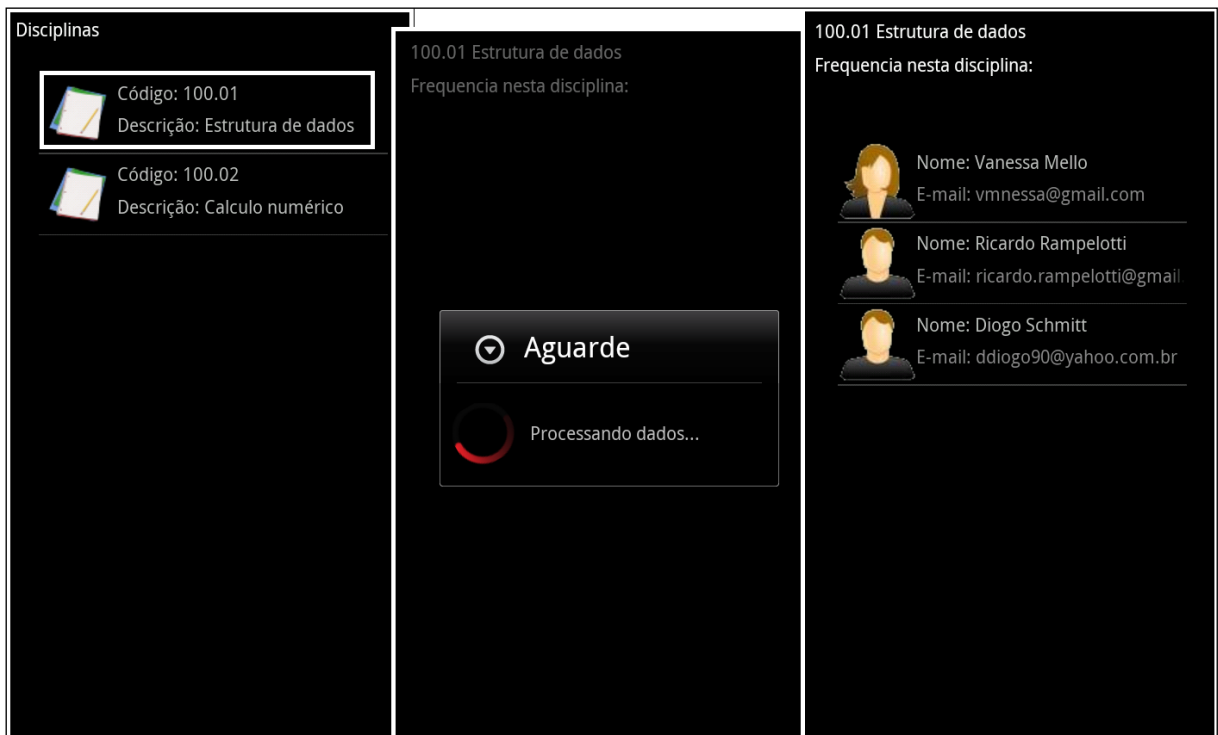 Disciplinas
Código: 100.01
Descrição: Estrutura de dados
Código: 100.02
Descrição: Calculo numérico
100.01 Estrutura de dados
Frequencia nesta disciplina:
Aguarde
Processando dados...
100.01 Estrutura de dados
Frequencia nesta disciplina:
Nome: Vanessa Mello
E-mail: vmnessa@gmail.com
Nome: Ricardo Rampelotti
E-mail: ricardo.rampelotti@gmail.
Nome: Diogo Schmitt
E-mail: ddiogo90@yahoo.com.br